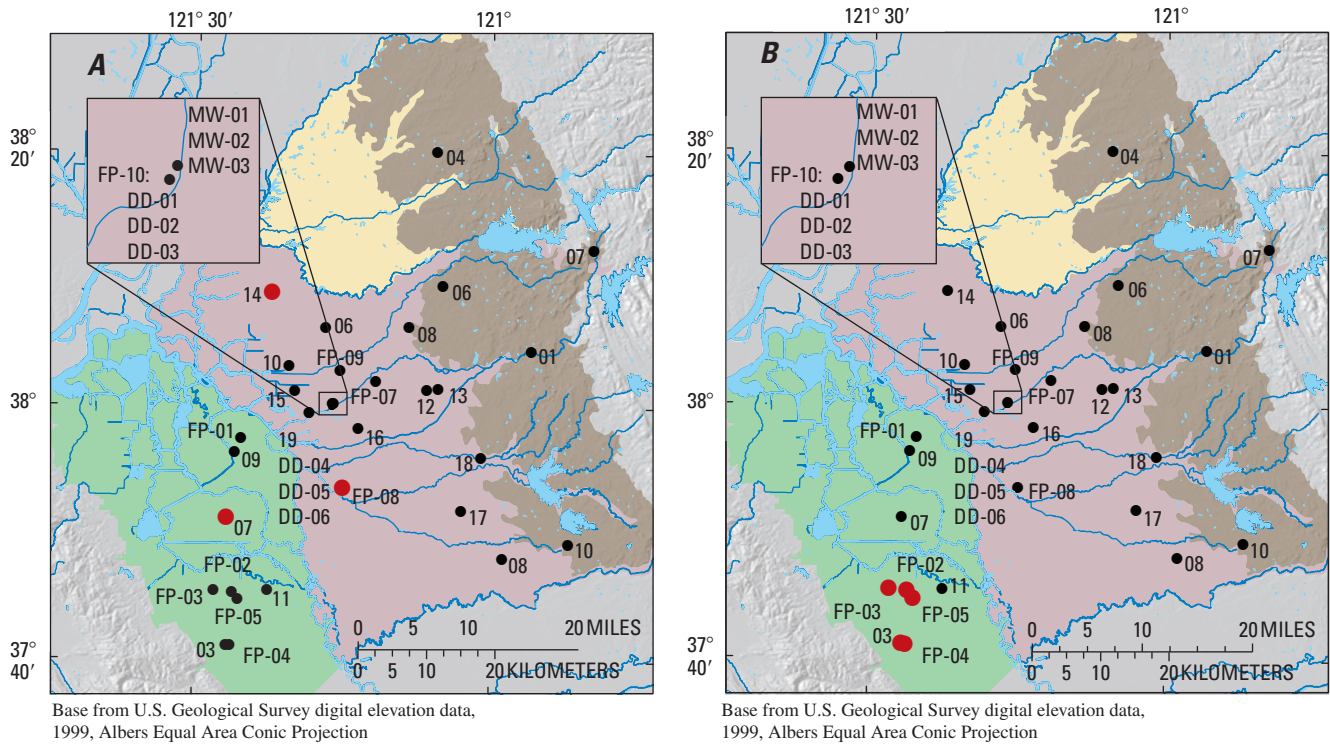 121° 30′
121°
A
38° 20′
38°
37° 40′
MW-01
MW-02
MW-03
FP-10:
DD-01
DD-02
DD-03
04
07
14
06
06
08
FP-09
01
10
15
FP-07
12
13
19
16
FP-01
09
DD-04
DD-05
DD-06
18
FP-08
07
17
FP-02
10
08
FP-03
FP-05
11
03
FP-04
0 5 10 20 MILES
0 5 10 20 KILOMETERS
Base from U.S. Geological Survey digital elevation data,
1999, Albers Equal Area Conic Projection
121° 30′
121°
B
38° 20′
38°
37° 40′
MW-01
MW-02
MW-03
FP-10:
DD-01
DD-02
DD-03
04
07
14
06
06
08
FP-09
01
10
15
FP-07
12
13
19
16
FP-01
09
DD-04
DD-05
DD-06
18
FP-08
07
17
FP-02
10
08
FP-03
FP-05
11
03
FP-04
0 5 10 20 MILES
0 5 10 20 KILOMETERS
Base from U.S. Geological Survey digital elevation data,
1999, Albers Equal Area Conic Projection